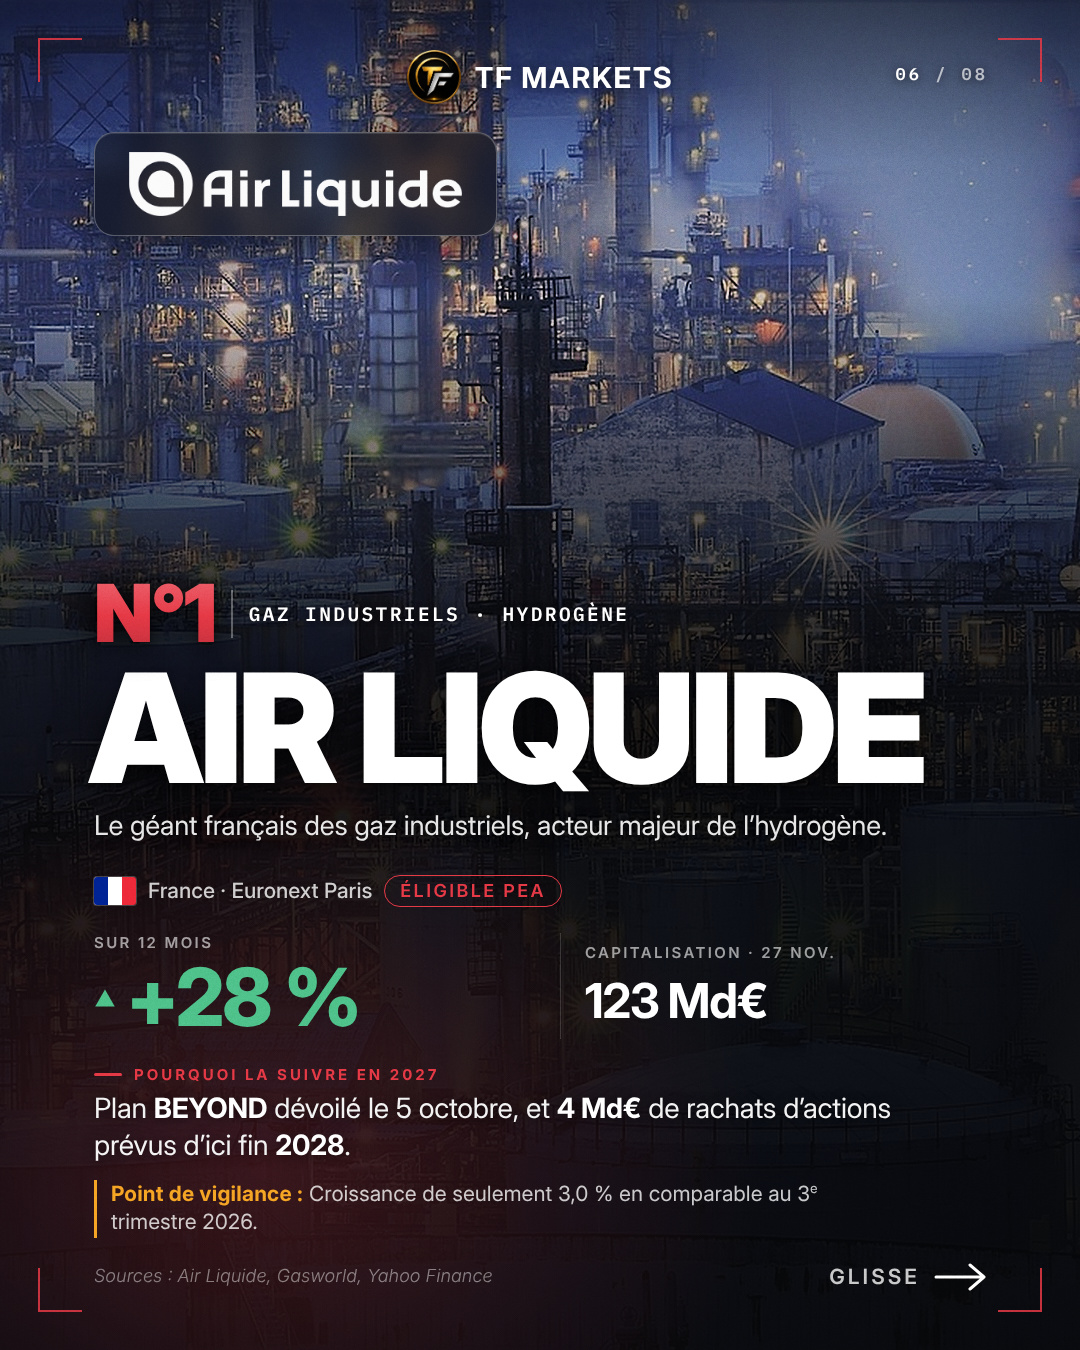 TF MARKETS
06 / 08
Air Liquide
Nº1
GAZ INDUSTRIELS · HYDROGÈNE
AIR LIQUIDE
Le géant français des gaz industriels, acteur majeur de l’hydrogène.
France · Euronext Paris
ÉLIGIBLE PEA
SUR 12 MOIS
▲ +28 %
CAPITALISATION · 27 NOV.
123 Md€
POURQUOI LA SUIVRE EN 2027
Plan BEYOND dévoilé le 5 octobre, et 4 Md€ de rachats d’actions
prévus d’ici fin 2028.
Point de vigilance : Croissance de seulement 3,0 % en comparable au 3ᵉ
trimestre 2026.
Sources : Air Liquide, Gasworld, Yahoo Finance
GLISSE